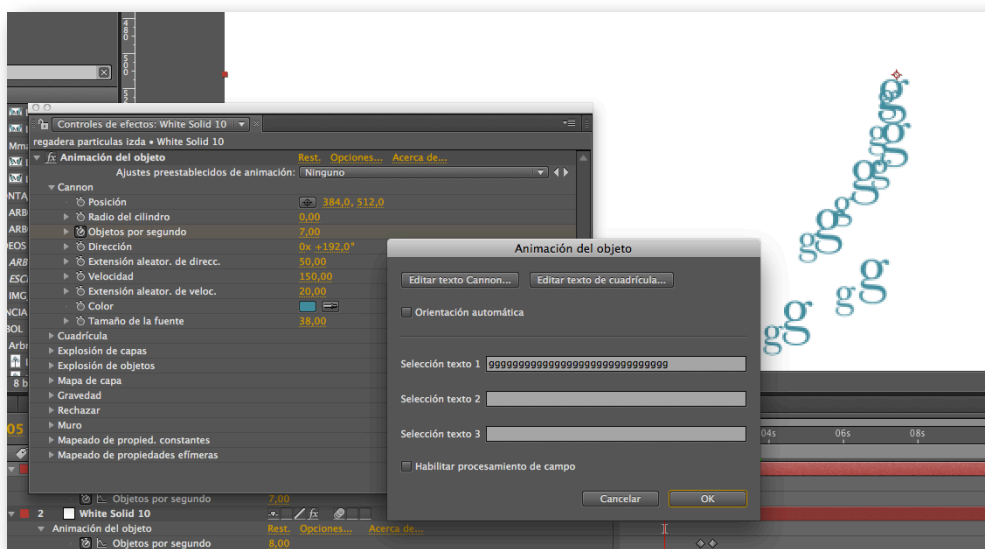 480
500
Controles de efectos: White Solid 10
regadera particulas izda • White Solid 10
fx Animación del objeto Rest. Opciones... Acerca de...
Ajustes preestablecidos de animación: Ninguno
Cannon
Posición 384,0, 512,0
Radio del cilindro 0,00
Objetos por segundo 7,00
Dirección 0x +192,0°
Extensión aleator. de direcc. 50,00
Velocidad 150,00
Extensión aleator. de veloc. 20,00
Color
Tamaño de la fuente 38,00
Cuadrícula
Explosión de capas
Explosión de objetos
Mapa de capa
Gravedad
Rechazar
Muro
Mapeado de propied. constantes
Mapeado de propiedades efímeras
Animación del objeto
Editar texto Cannon... Editar texto de cuadrícula...
Orientación automática
Selección texto 1 gggggggggggggggggggggggggggggg
Selección texto 2
Selección texto 3
Habilitar procesamiento de campo
Cancelar OK
04s 06s 08s
05
Objetos por segundo 7,00
2 White Solid 10 fx
Animación del objeto Rest. Opciones... Acerca de...
Objetos por segundo 8,00